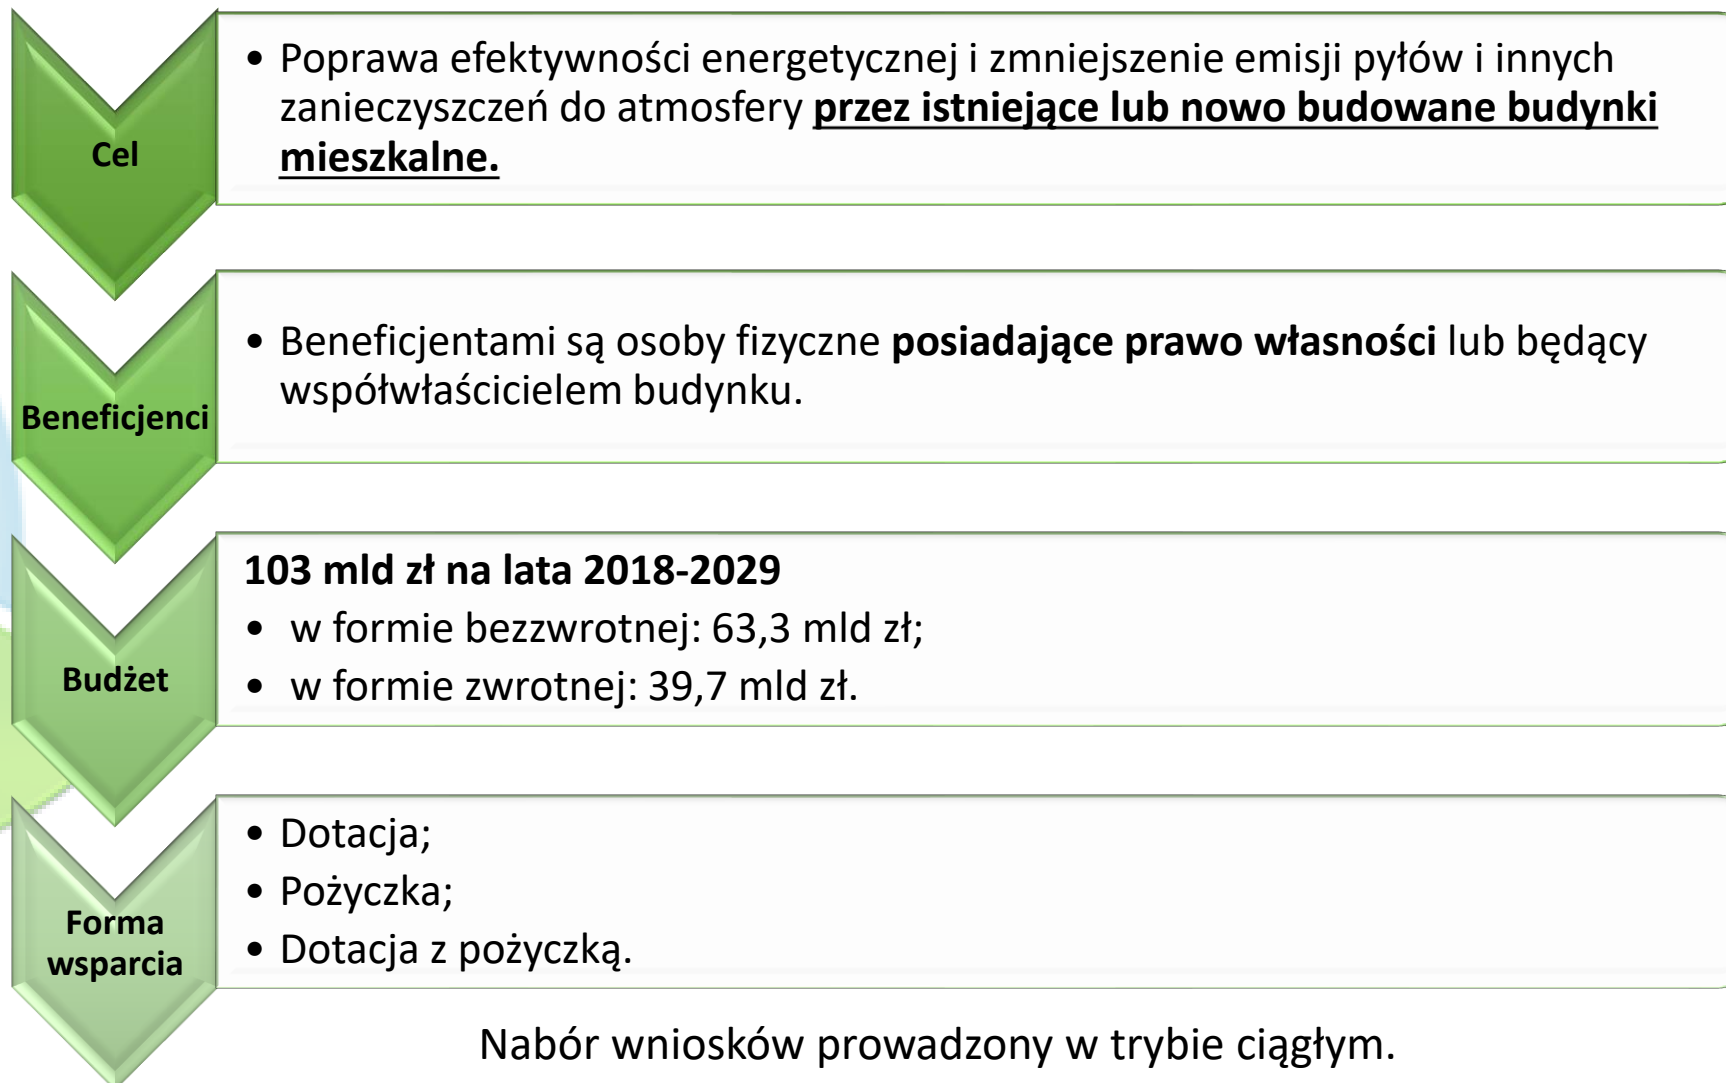 Cel
• Poprawa efektywności energetycznej i zmniejszenie emisji pyłów i innych
zanieczyszczeń do atmosfery przez istniejące lub nowo budowane budynki
mieszkalne.
Beneficjenci
• Beneficjentami są osoby fizyczne posiadające prawo własności lub będący
współwłaścicielem budynku.
Budżet
103 mld zł na lata 2018-2029
• w formie bezzwrotnej: 63,3 mld zł;
• w formie zwrotnej: 39,7 mld zł.
Forma
wsparcia
• Dotacja;
• Pożyczka;
• Dotacja z pożyczką.
Nabór wniosków prowadzony w trybie ciągłym.